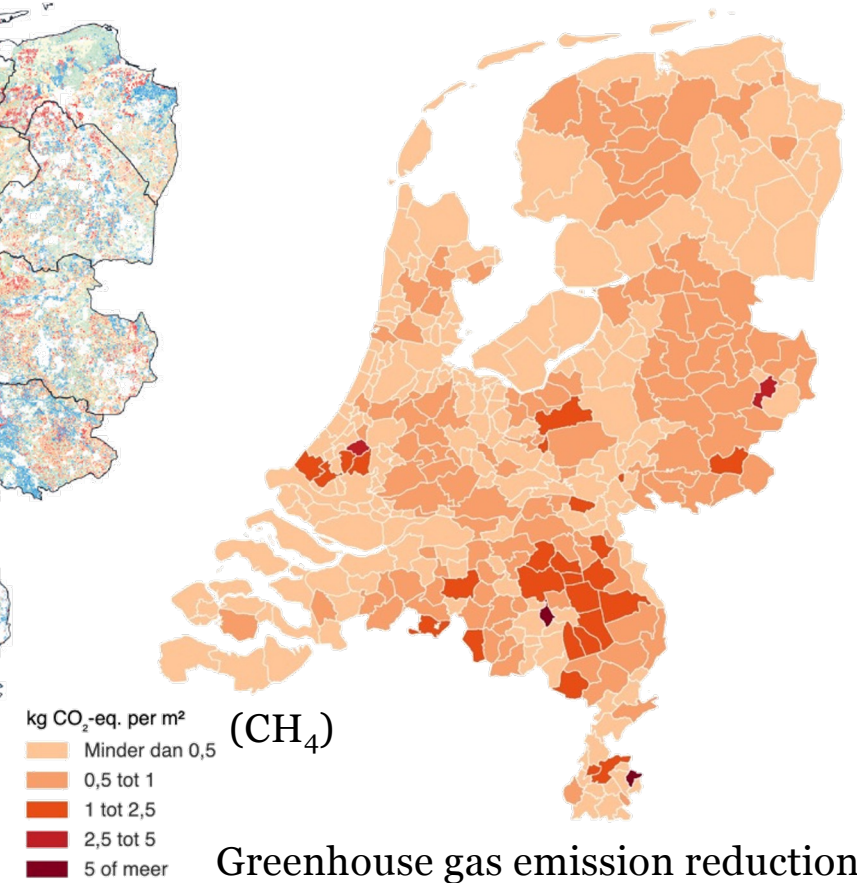 kg CO₂-eq. per m²
(CH₄)
Minder dan 0,5
0,5 tot 1
1 tot 2,5
2,5 tot 5
5 of meer
Greenhouse gas emission reduction